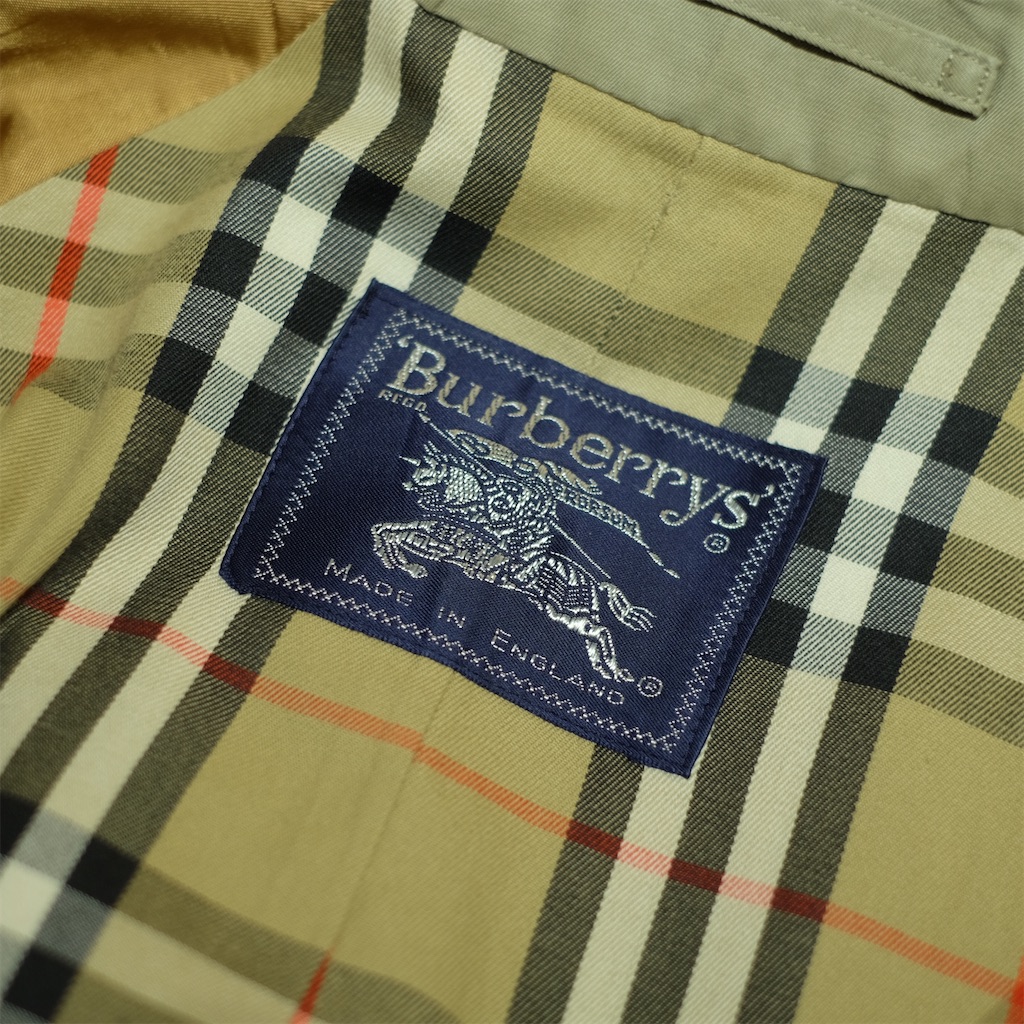 ‘Burberrys’®
REGD.
MADE IN ENGLAND ®